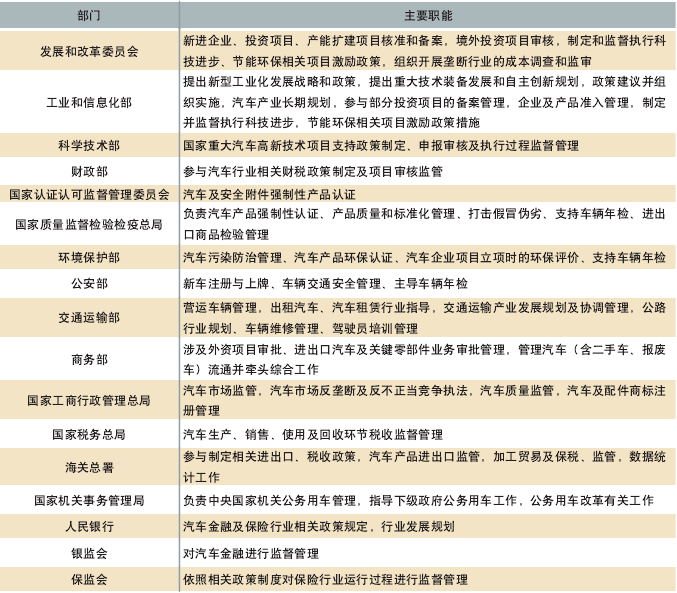 部门
主要职能
发展和改革委员会
新进企业、投资项目、产能扩建项目核准和备案，境外投资项目审核，制定和监督执行科
技进步、节能环保相关项目激励政策，组织开展垄断行业的成本调查和监审
工业和信息化部
提出新型工业化发展战略和政策，提出重大技术装备发展和自主创新规划，政策建议并组
织实施，汽车产业长期规划，参与部分投资项目的备案管理，企业及产品准入管理，制定
并监督执行科技进步，节能环保相关项目激励政策措施
科学技术部
国家重大汽车高新技术项目支持政策制定、申报审核及执行过程监督管理
财政部
参与汽车行业相关财税政策制定及项目审核监管
国家认证认可监督管理委员会
汽车及安全附件强制性产品认证
国家质量监督检验检疫总局
负责汽车产品强制性认证、产品质量和标准化管理、打击假冒伪劣、支持车辆年检、进出
口商品检验管理
环境保护部
汽车污染防治管理、汽车产品环保认证、汽车企业项目立项时的环保评价、支持车辆年检
公安部
新车注册与上牌、车辆交通安全管理、主导车辆年检
交通运输部
营运车辆管理，出租汽车、汽车租赁行业指导，交通运输产业发展规划及协调管理，公路
行业规划、车辆维修管理、驾驶员培训管理
商务部
涉及外资项目审批、进出口汽车及关键零部件业务审批管理，管理汽车（含二手车、报废
车）流通并牵头综合工作
国家工商行政管理总局
汽车市场监管，汽车市场反垄断及反不正当竞争执法，汽车质量监管，汽车及配件商标注
册管理
国家税务总局
汽车生产、销售、使用及回收环节税收监督管理
海关总署
参与制定相关进出口、税收政策，汽车产品进出口监管，加工贸易及保税、监管，数据统
计工作
国家机关事务管理局
负责中央国家机关公务用车管理，指导下级政府公务用车工作，公务用车改革有关工作
人民银行
汽车金融及保险行业相关政策规定，行业发展规划
银监会
对汽车金融进行监督管理
保监会
依照相关政策制度对保险行业运行过程进行监督管理